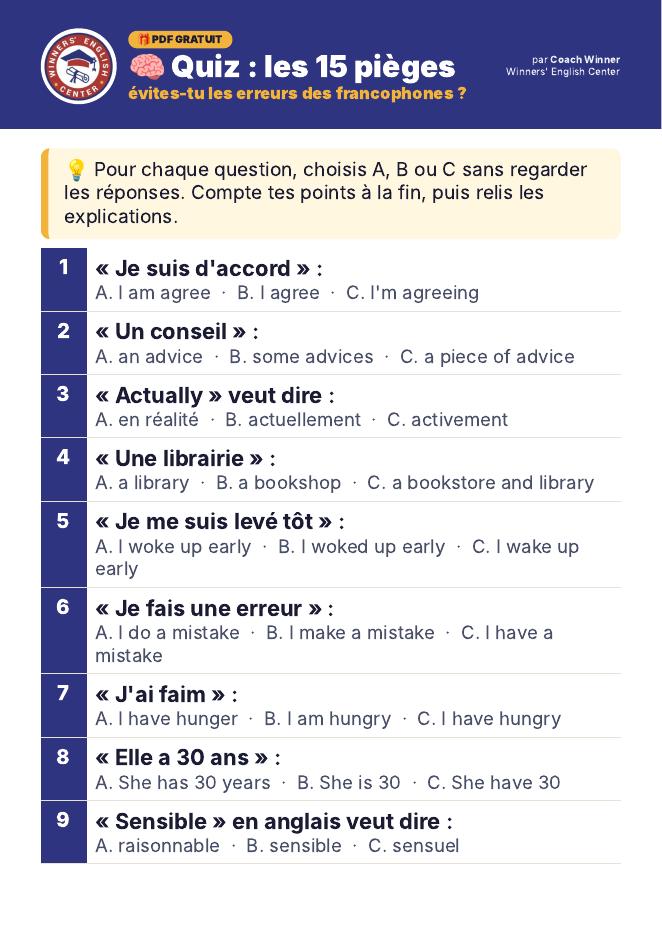 WINNERS' ENGLISH
CENTER
🎁 PDF GRATUIT
🧠 Quiz : les 15 pièges
évites-tu les erreurs des francophones ?
par Coach Winner
Winners' English Center
💡 Pour chaque question, choisis A, B ou C sans regarder
les réponses. Compte tes points à la fin, puis relis les
explications.
1 « Je suis d'accord » :
A. I am agree · B. I agree · C. I'm agreeing
2 « Un conseil » :
A. an advice · B. some advices · C. a piece of advice
3 « Actually » veut dire :
A. en réalité · B. actuellement · C. activement
4 « Une librairie » :
A. a library · B. a bookshop · C. a bookstore and library
5 « Je me suis levé tôt » :
A. I woke up early · B. I woked up early · C. I wake up
early
6 « Je fais une erreur » :
A. I do a mistake · B. I make a mistake · C. I have a
mistake
7 « J'ai faim » :
A. I have hunger · B. I am hungry · C. I have hungry
8 « Elle a 30 ans » :
A. She has 30 years · B. She is 30 · C. She have 30
9 « Sensible » en anglais veut dire :
A. raisonnable · B. sensible · C. sensuel